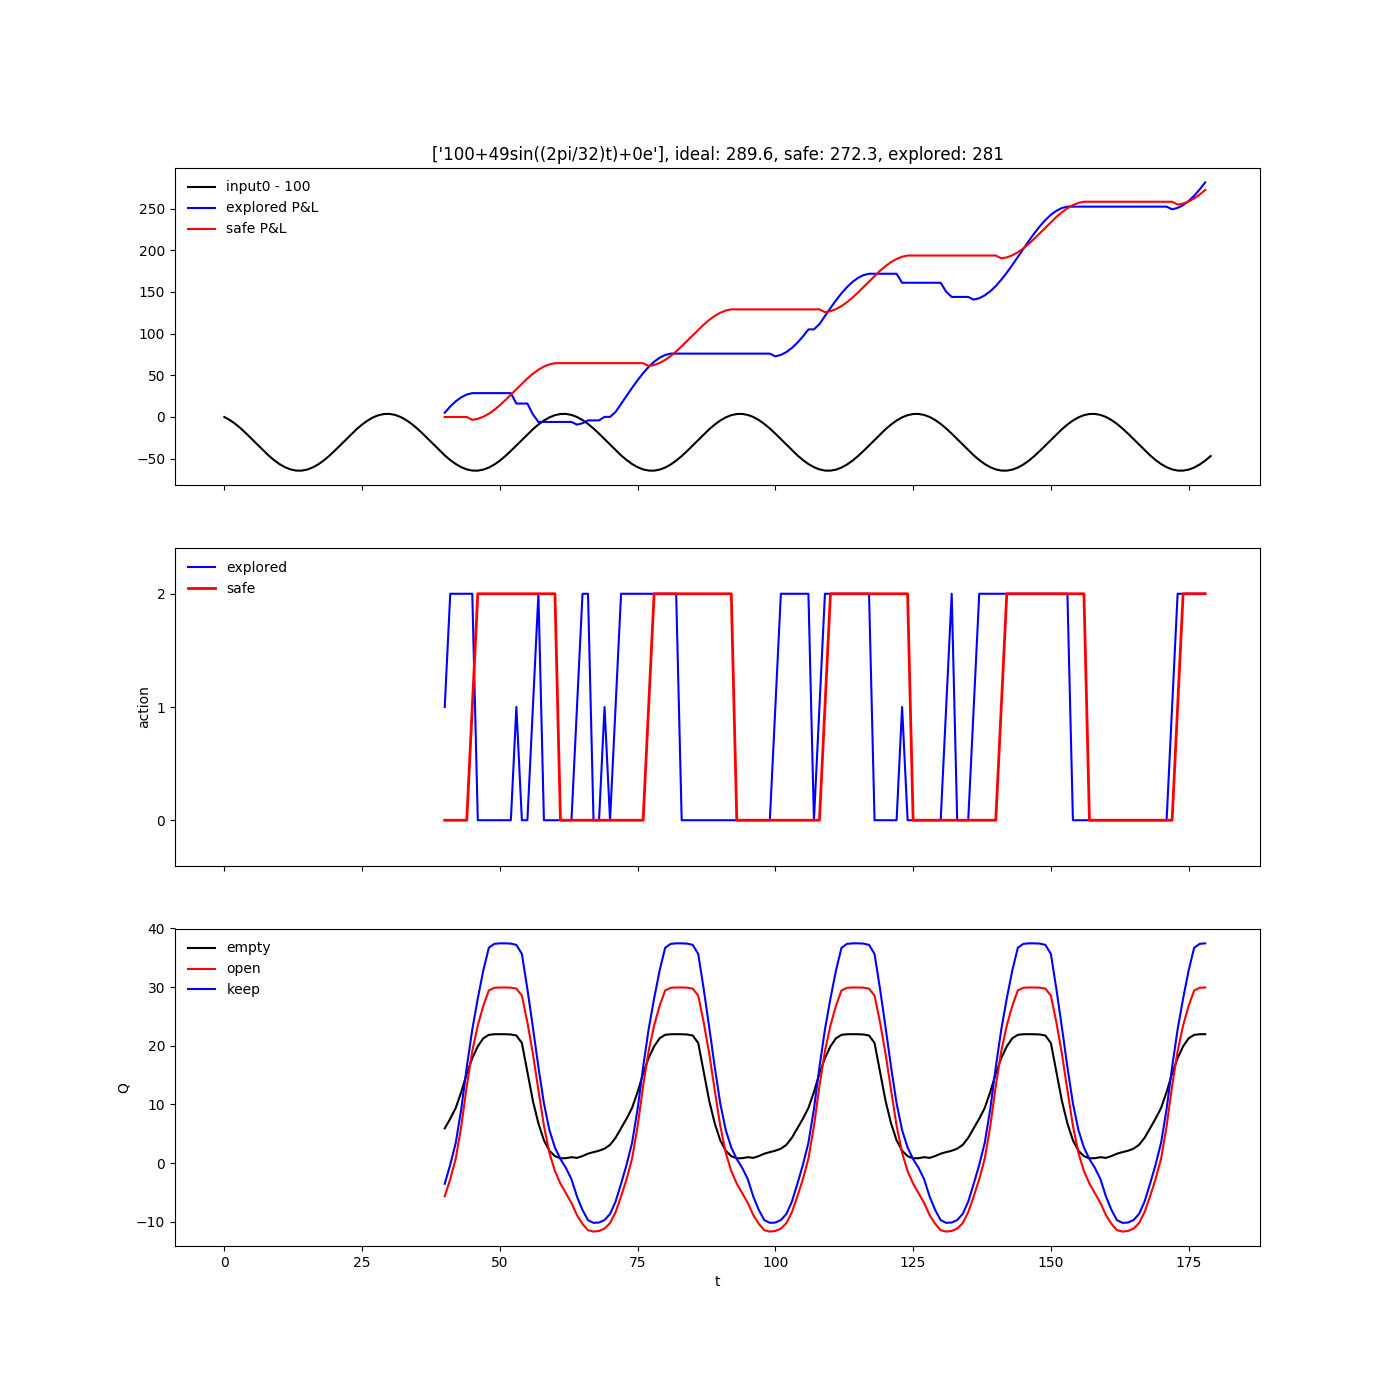 ['100+49sin((2pi/32)t)+0e'], ideal: 289.6, safe: 272.3, explored: 281
input0 - 100
explored P&L
safe P&L
250
200
150
100
50
0
−50
explored
safe
2
1
0
action
empty
open
keep
40
30
20
10
0
−10
Q
0 25 50 75 100 125 150 175
t